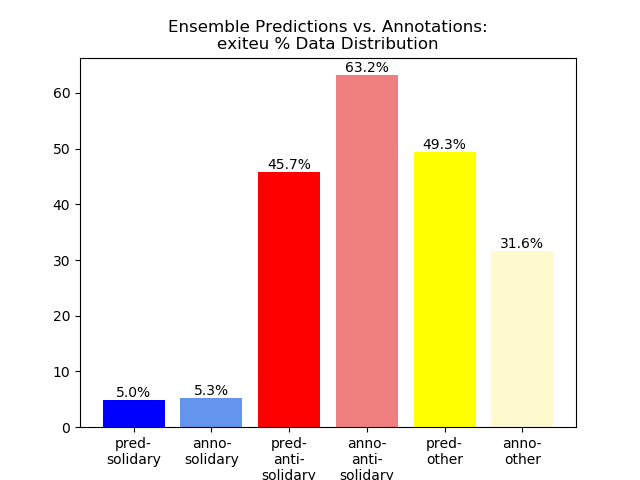 Ensemble Predictions vs. Annotations:
exiteu % Data Distribution
63.2%
60
50
49.3%
45.7%
40
31.6%
30
20
10
5.0%
5.3%
0
pred-
solidary
anno-
solidary
pred-
anti-
solidary
anno-
anti-
solidary
pred-
other
anno-
other